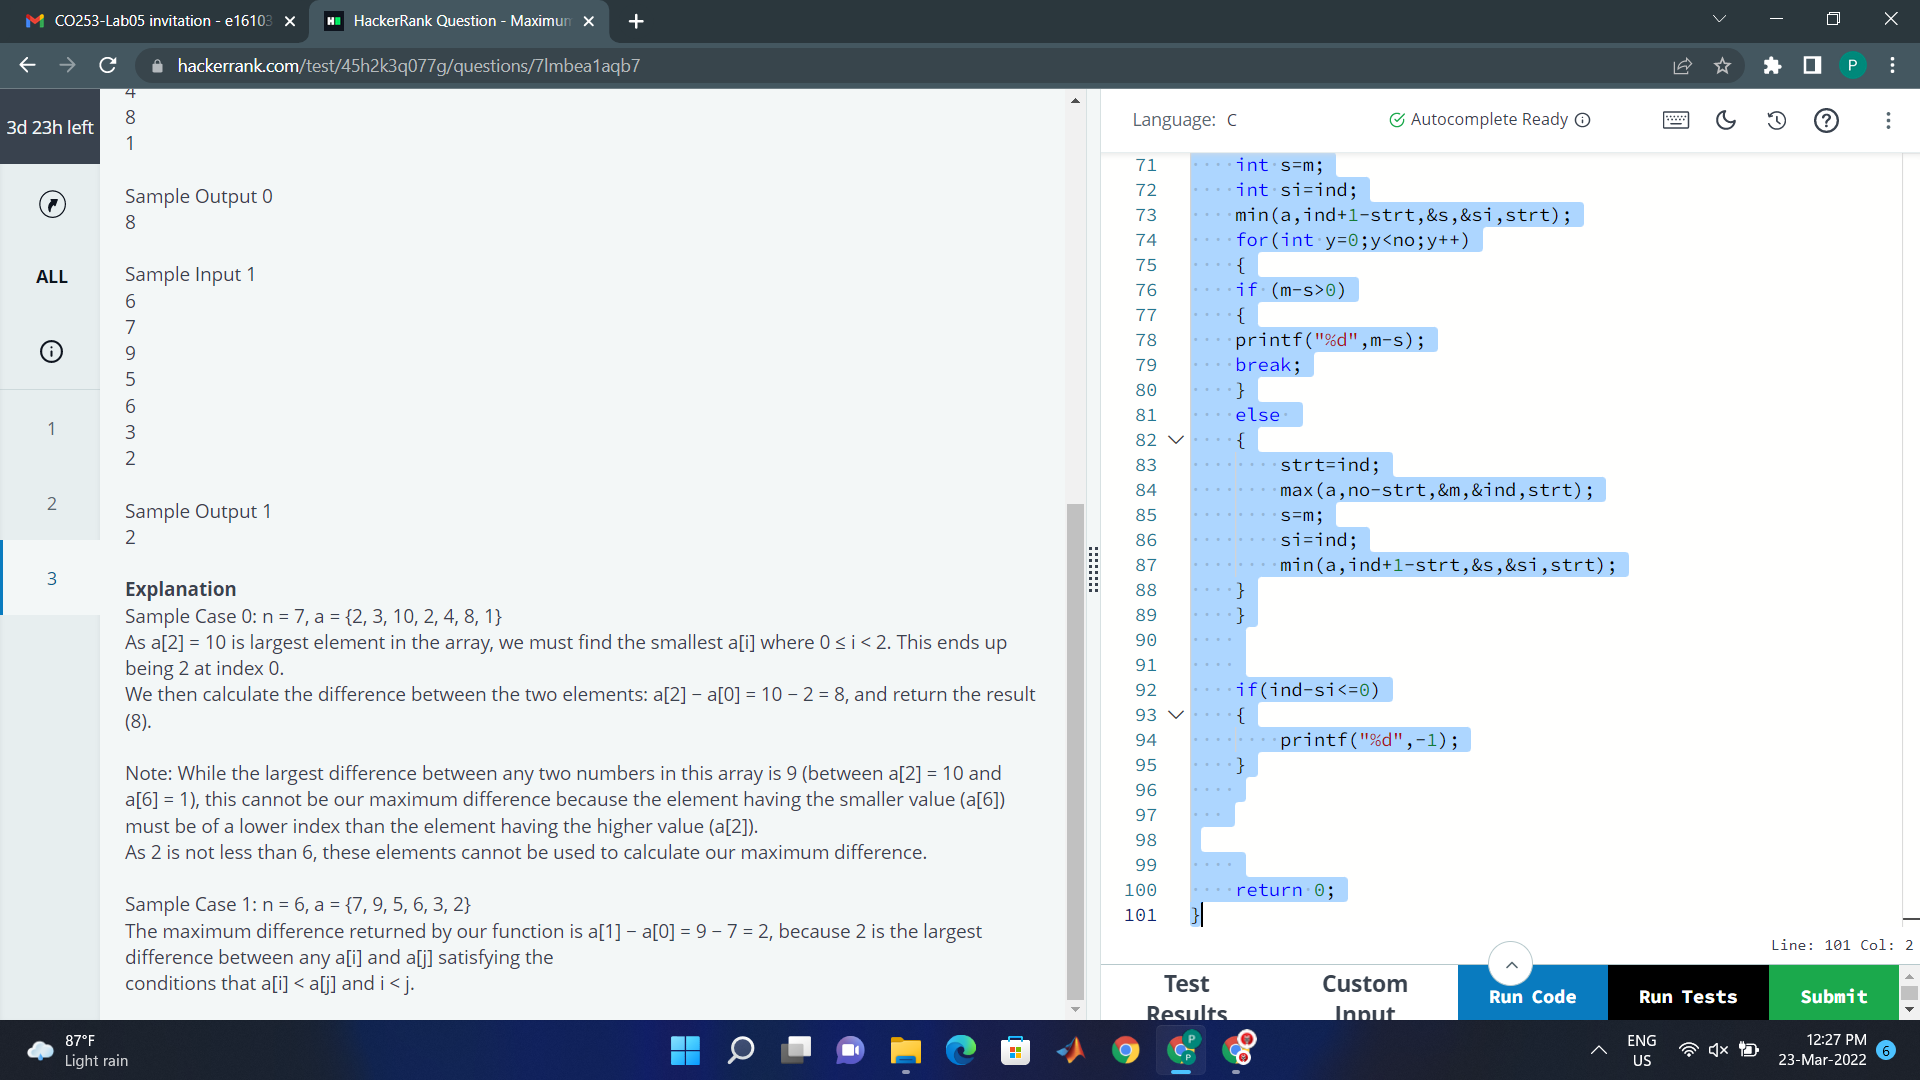 CO253-Lab05 invitation - e16103
HackerRank Question - Maximum
hackerrank.com/test/45h2k3q077g/questions/7lmbea1aqb7
P
3d 23h left
ALL
1
2
3
4
8
1
Sample Output 0
8
Sample Input 1
6
7
9
5
6
3
2
Sample Output 1
2
Explanation
Sample Case 0: n = 7, a = {2, 3, 10, 2, 4, 8, 1}
As a[2] = 10 is largest element in the array, we must find the smallest a[i] where 0 ≤ i < 2. This ends up
being 2 at index 0.
We then calculate the difference between the two elements: a[2] − a[0] = 10 − 2 = 8, and return the result
(8).
Note: While the largest difference between any two numbers in this array is 9 (between a[2] = 10 and
a[6] = 1), this cannot be our maximum difference because the element having the smaller value (a[6])
must be of a lower index than the element having the higher value (a[2]).
As 2 is not less than 6, these elements cannot be used to calculate our maximum difference.
Sample Case 1: n = 6, a = {7, 9, 5, 6, 3, 2}
The maximum difference returned by our function is a[1] − a[0] = 9 − 7 = 2, because 2 is the largest
difference between any a[i] and a[j] satisfying the
conditions that a[i] < a[j] and i < j.
Language: C
Autocomplete Ready
71 int s=m;
72 int si=ind;
73 min(a,ind+1-strt,&s,&si,strt);
74 for(int y=0;y<no;y++)
75 {
76 if (m-s>0)
77 {
78 printf("%d",m-s);
79 break;
80 }
81 else
82 {
83 strt=ind;
84 max(a,no-strt,&m,&ind,strt);
85 s=m;
86 si=ind;
87 min(a,ind+1-strt,&s,&si,strt);
88 }
89 }
90
91
92 if(ind-si<=0)
93 {
94 printf("%d",-1);
95 }
96
97
98
99
100 return 0;
101 }
Line: 101 Col: 2
Test Results
Custom Input
Run Code
Run Tests
Submit
87°F
Light rain
ENG
US
12:27 PM
23-Mar-2022
6